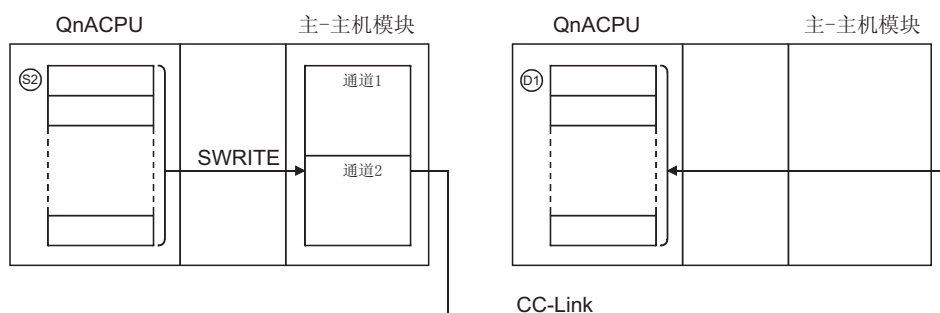 QnACPU 主-主机模块 QnACPU 主-主机模块
S2 通道1 D1
SWRITE 通道2
CC-Link